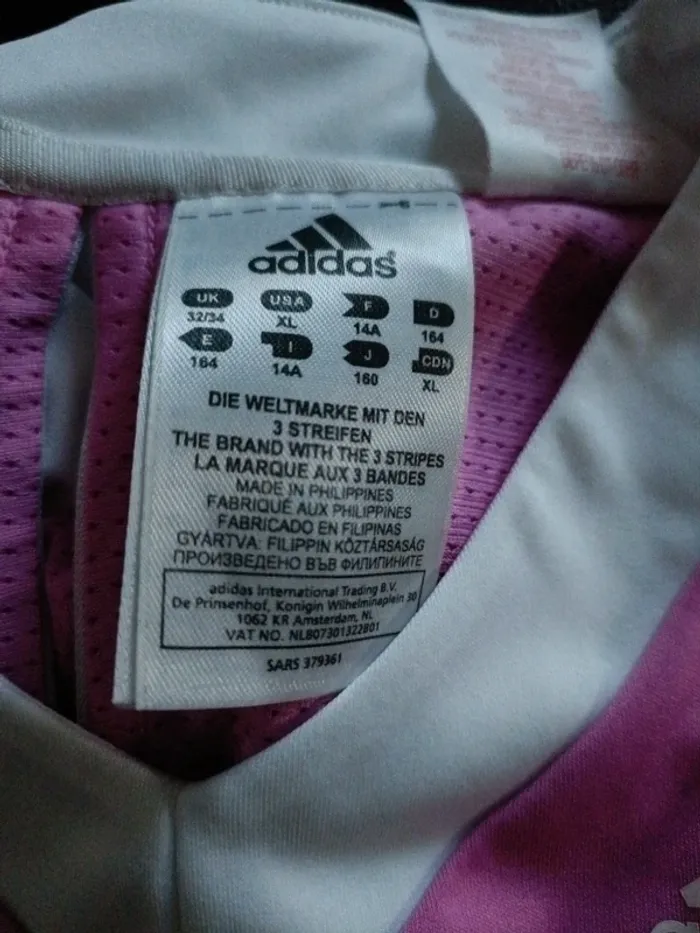 adidas
UK USA F D
32/34 XL 14A 164
E I J CDN
164 14A 160 XL
DIE WELTMARKE MIT DEN
3 STREIFEN
THE BRAND WITH THE 3 STRIPES
LA MARQUE AUX 3 BANDES
MADE IN PHILIPPINES
FABRIQUÉ AUX PHILIPPINES
FABRICADO EN FILIPINAS
GYÁRTVA: FILIPPIN KÖZTÁRSASÁG
ПРОИЗВЕДЕНО ВЪВ ФИЛИПИНИТЕ
adidas International Trading B.V.
De Prinsenhof, Konigin Wilhelminaplein 30
1062 KR Amsterdam, NL
VAT NO. NL807301322B01
SARS 379361